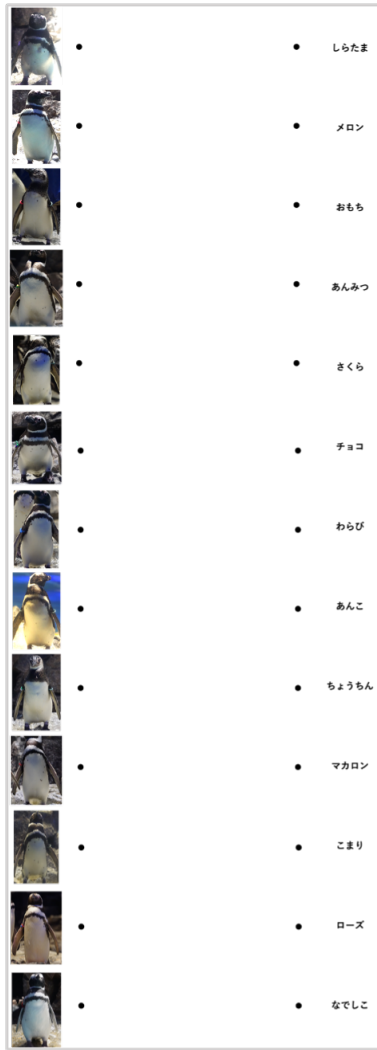 しらたま
メロン
おもち
あんみつ
さくら
チョコ
わらび
あんこ
ちょうちん
マカロン
こまり
ローズ
なでしこ